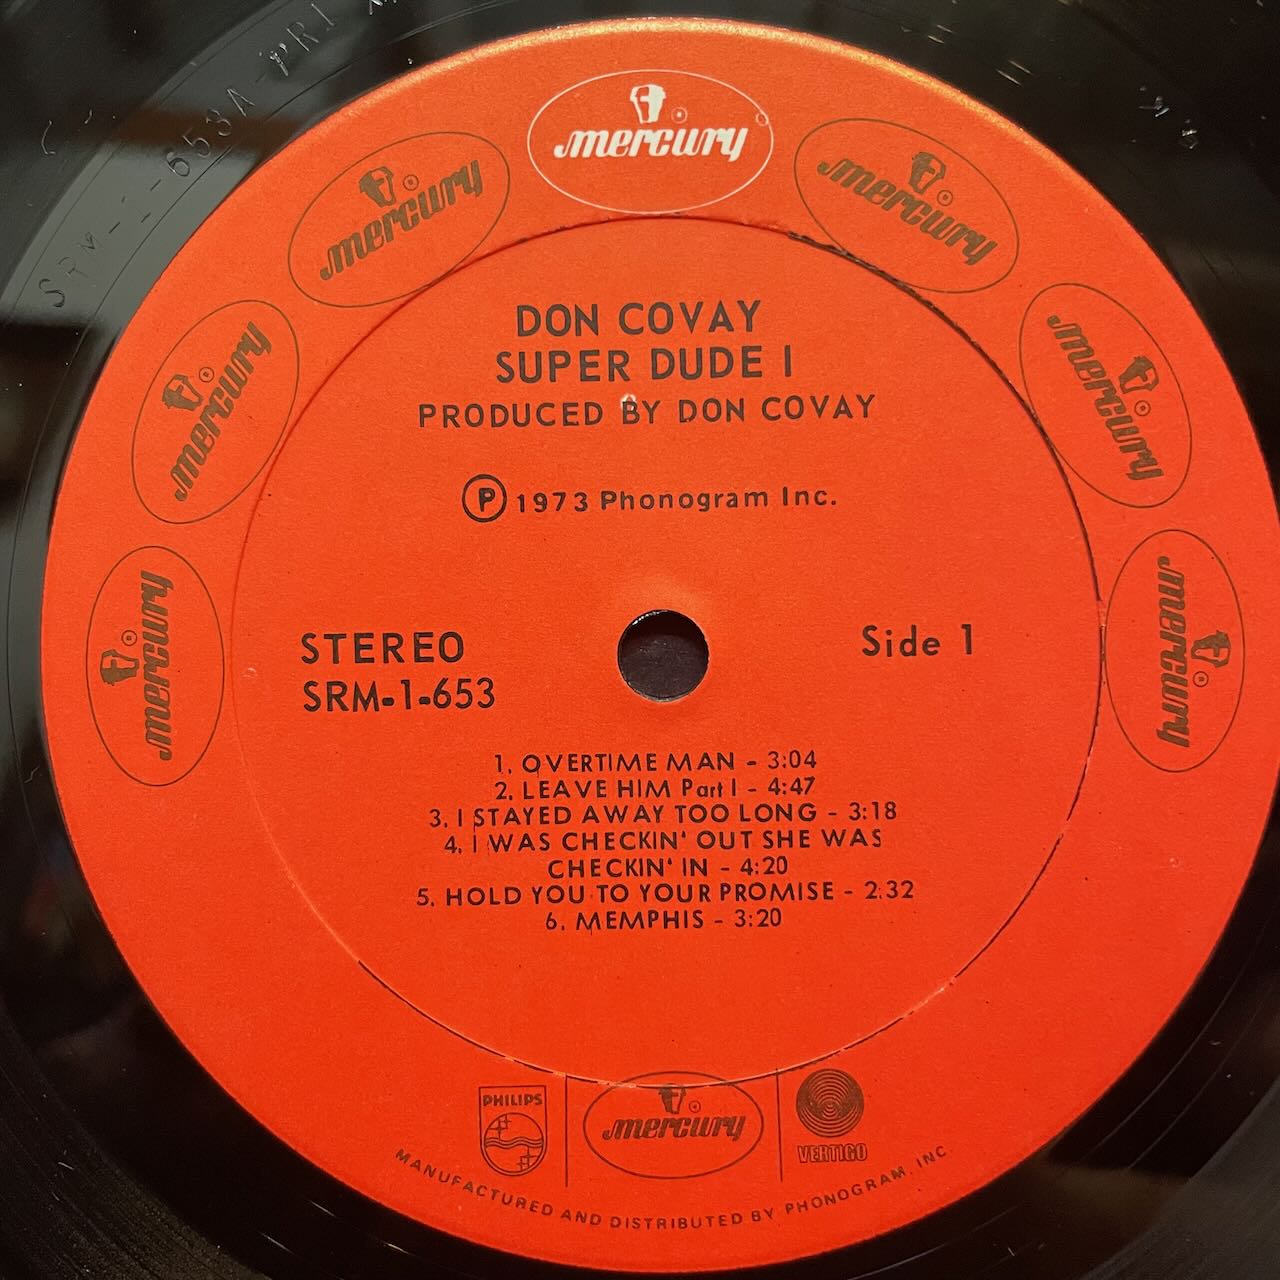 SRM-1-653A
mercury
mercury
mercury
mercury
mercury
mercury
mercury
DON COVAY
SUPER DUDE I
PRODUCED BY DON COVAY
Ⓟ 1973 Phonogram Inc.
STEREO
SRM-1-653
Side 1
1. OVERTIME MAN - 3:04
2. LEAVE HIM Part I - 4:47
3. I STAYED AWAY TOO LONG - 3:18
4. I WAS CHECKIN' OUT SHE WAS
CHECKIN' IN - 4:20
5. HOLD YOU TO YOUR PROMISE - 2:32
6. MEMPHIS - 3:20
PHILIPS
mercury
VERTIGO
MANUFACTURED AND DISTRIBUTED BY PHONOGRAM, INC.